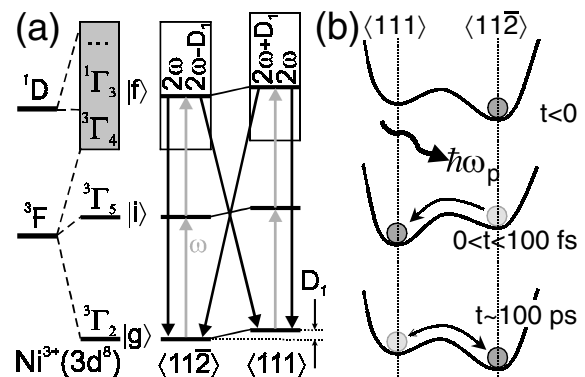 (a)
...
¹D
¹Γ₃
³Γ₄
|f⟩
2ω
2ω-D₁
2ω+D₁
2ω
³F
³Γ₅
|i⟩
ω
³Γ₂
|g⟩
D₁
Ni³⁺(3d⁸)
⟨112̅⟩
⟨111⟩
(b)
⟨111⟩
⟨112̅⟩
t<0
ℏωₚ
0<t<100 fs
t~100 ps